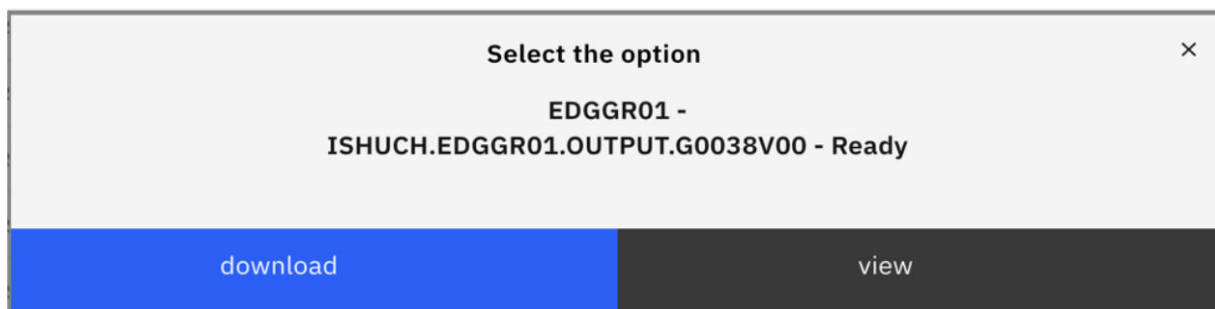 Select the option
×
EDGGR01 -
ISHUCH.EDGGR01.OUTPUT.G0038V00 - Ready
download
view